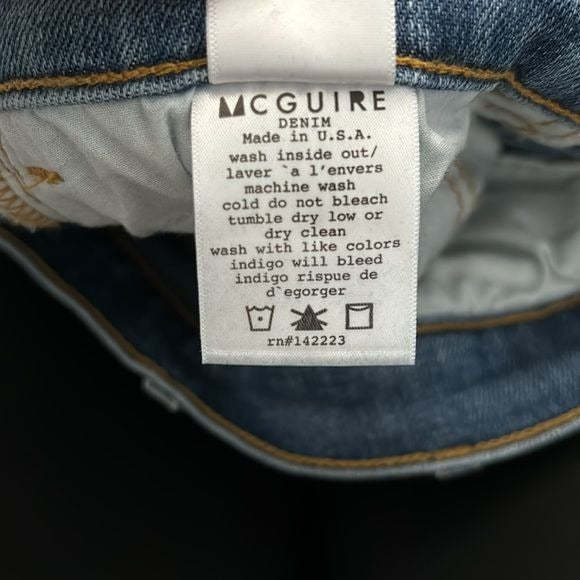 MCGUIRE
DENIM
Made in U.S.A.
wash inside out/
laver `a l'envers
machine wash
cold do not bleach
tumble dry low or
dry clean
wash with like colors
indigo will bleed
indigo rispue de
d`egorger
rn#142223